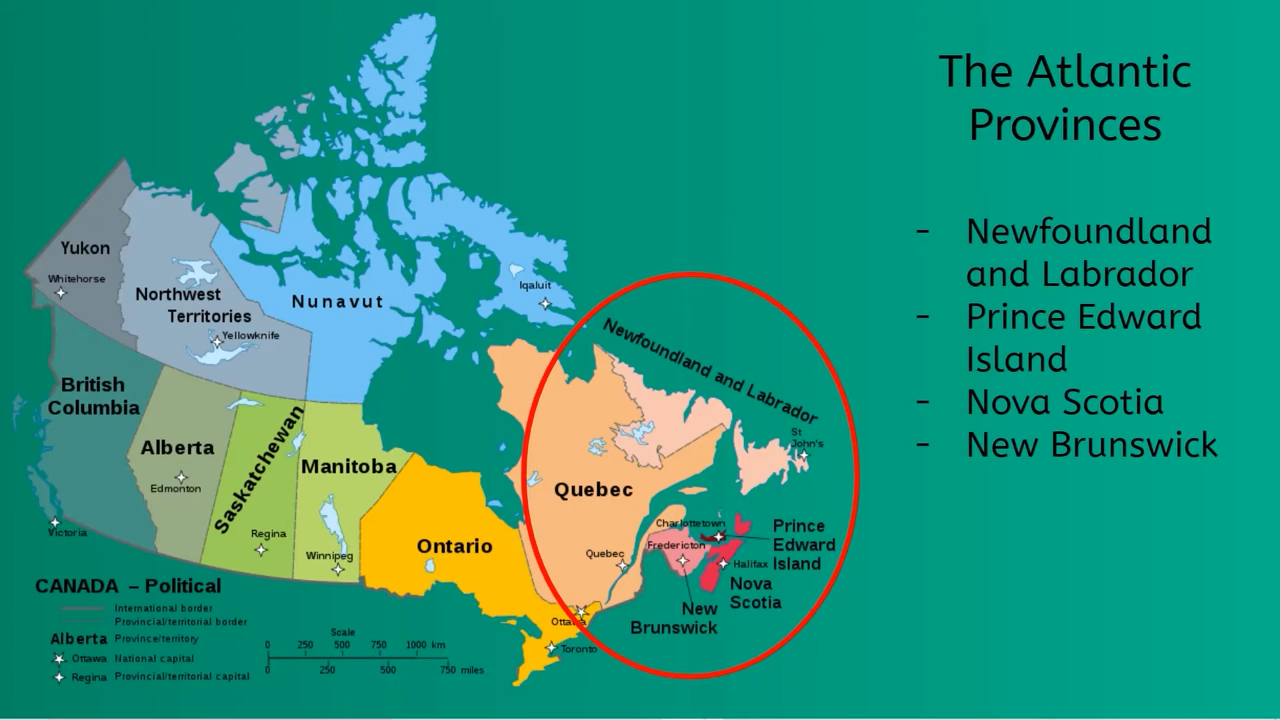 The Atlantic
Provinces
- Newfoundland
and Labrador
- Prince Edward
Island
- Nova Scotia
- New Brunswick
Yukon
Whitehorse
Northwest
Territories
Yellowknife
Nunavut
Iqaluit
British
Columbia
Victoria
Alberta
Edmonton
Saskatchewan
Regina
Manitoba
Winnipeg
Ontario
Ottawa
Toronto
Quebec
Quebec
Newfoundland and Labrador
St
John's
Charlottetown
Prince
Edward
Island
Fredericton
Halifax
Nova
Scotia
New
Brunswick
CANADA – Political
International border
Provincial/territorial border
Alberta Province/territory
Ottawa National capital
Regina Provincial/territorial capital
Scale
0 250 500 750 1000 km
0 250 500 750 miles